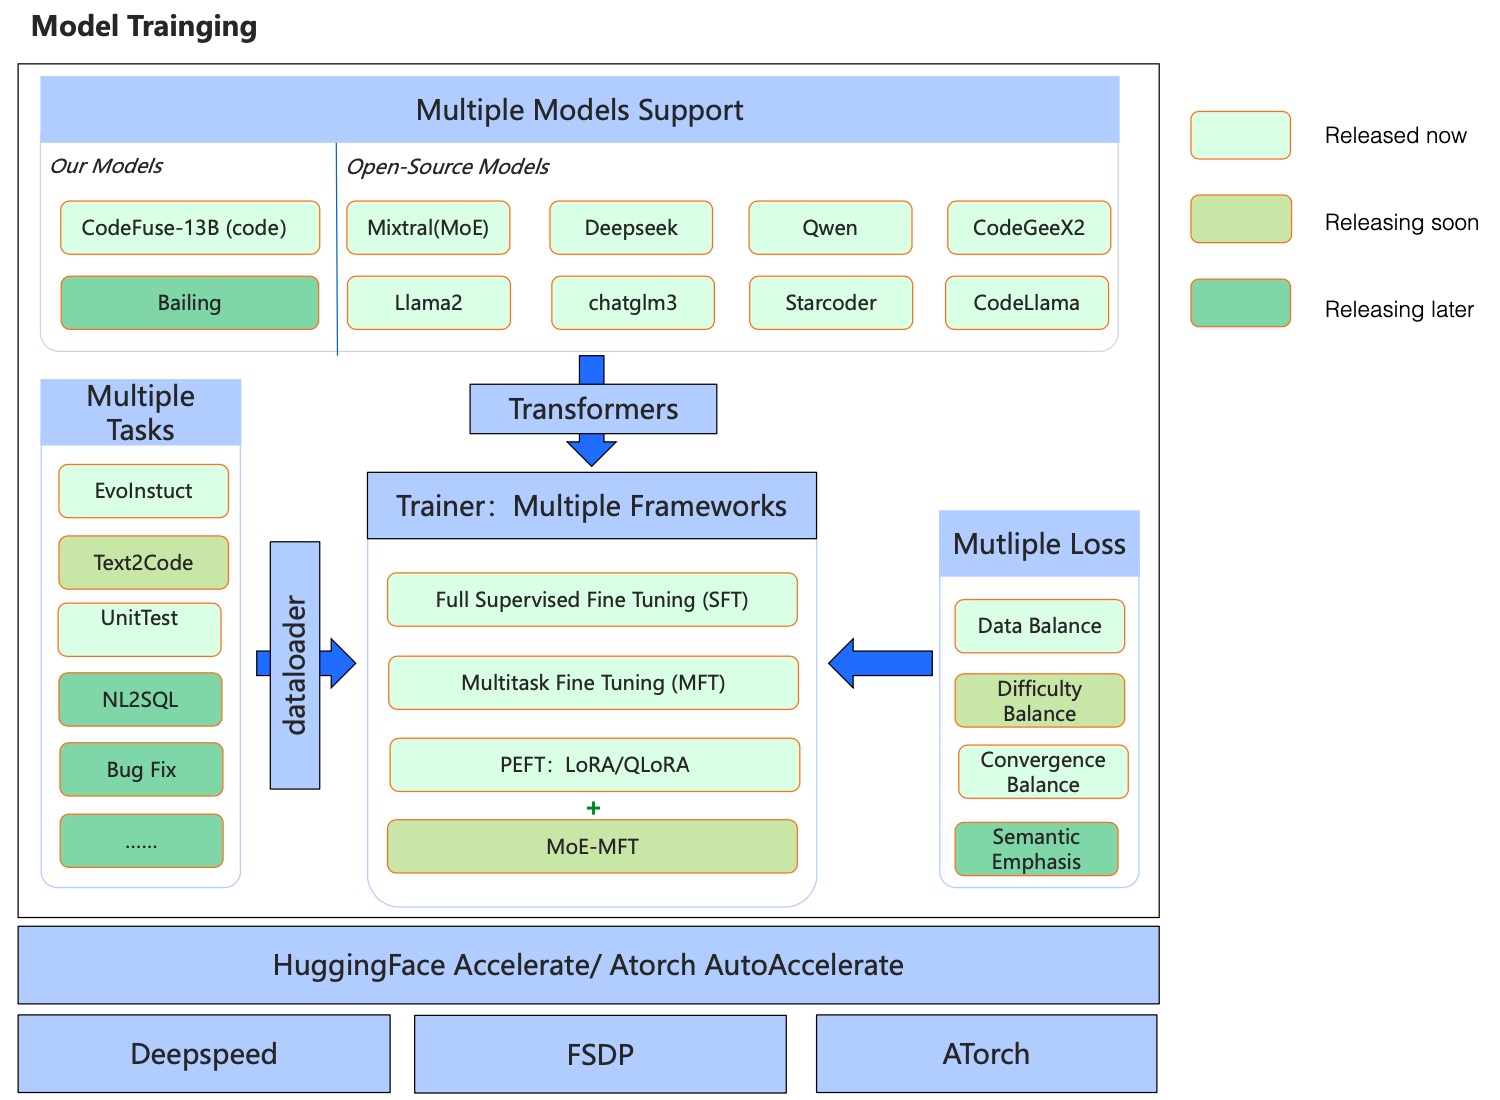 Model Trainging
Multiple Models Support
Our Models
Open-Source Models
CodeFuse-13B (code)
Mixtral(MoE)
Deepseek
Qwen
CodeGeeX2
Bailing
Llama2
chatglm3
Starcoder
CodeLlama
Released now
Releasing soon
Releasing later
Transformers
Multiple
Tasks
EvoInstuct
Text2Code
UnitTest
NL2SQL
Bug Fix
......
dataloader
Trainer：Multiple Frameworks
Full Supervised Fine Tuning (SFT)
Multitask Fine Tuning (MFT)
PEFT：LoRA/QLoRA
+
MoE-MFT
Mutliple Loss
Data Balance
Difficulty
Balance
Convergence
Balance
Semantic
Emphasis
HuggingFace Accelerate/ Atorch AutoAccelerate
Deepspeed
FSDP
ATorch